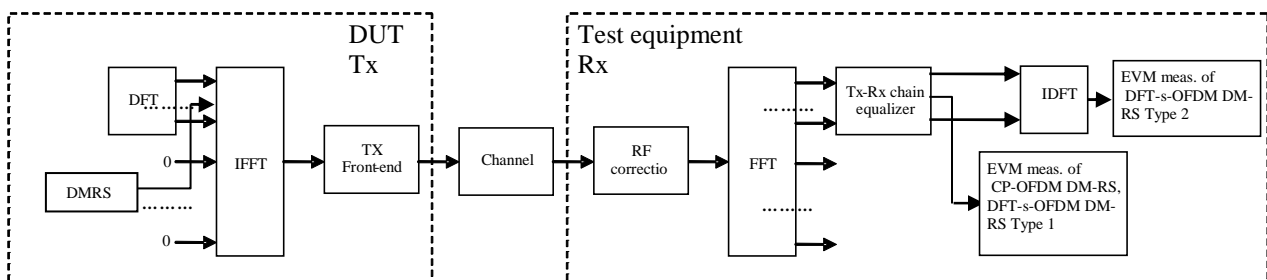 DUT
Tx
DFT
.........
0
DMRS
.........
0
IFFT
TX
Front-end
Channel
Test equipment
Rx
RF
correctio
FFT
.........
.........
Tx-Rx chain
equalizer
.........
IDFT
EVM meas. of
DFT-s-OFDM DM-
RS Type 2
EVM meas. of
CP-OFDM DM-RS,
DFT-s-OFDM DM-
RS Type 1